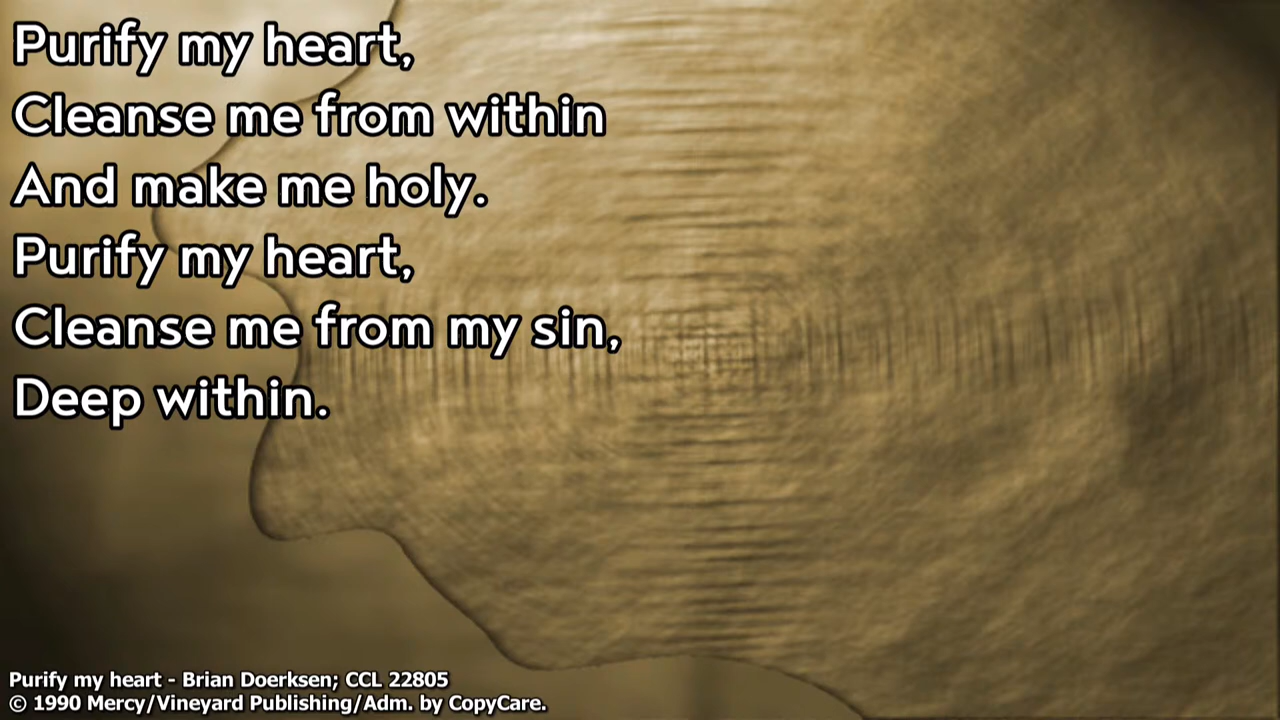 Purify my heart,
Cleanse me from within
And make me holy.
Purify my heart,
Cleanse me from my sin,
Deep within.
Purify my heart - Brian Doerksen; CCL 22805
© 1990 Mercy/Vineyard Publishing/Adm. by CopyCare.